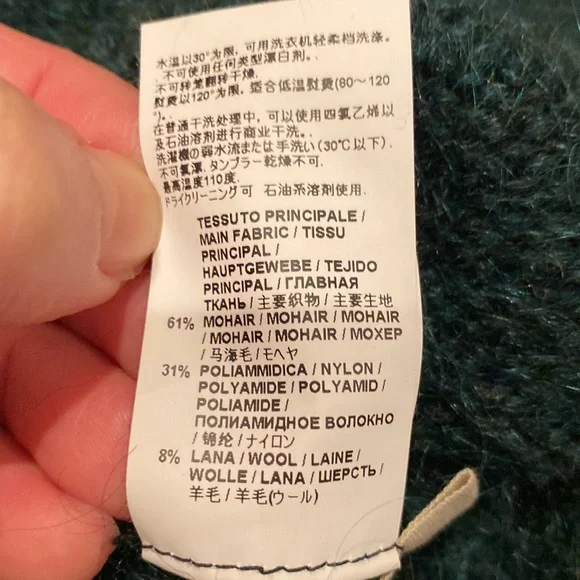 水温以30°为限，可用洗衣机轻柔档洗涤.
.不可使用任何类型漂白剂。.
不可转笼翻转干燥.
熨烫以120°为限，适合低温熨烫(60～120
°).
在普通干洗处理中，可以使用四氯乙烯以
及石油溶剂进行商业干洗。.
洗濯機の弱水流または手洗い(30℃以下).
不可氯漂. タンブラー乾燥不可.
最高温度110度.
ドライクリーニング可 石油系溶剤使用.
TESSUTO PRINCIPALE /
MAIN FABRIC / TISSU
PRINCIPAL /
HAUPTGEWEBE / TEJIDO
PRINCIPAL / ГЛАВНАЯ
ТКАНЬ / 主要织物 / 主要生地
61% MOHAIR / MOHAIR / MOHAIR
/ MOHAIR / MOHAIR / МОХЕР
/ 马海毛 / モヘヤ
31% POLIAMMIDICA / NYLON /
POLYAMIDE / POLYAMID /
POLIAMIDE /
ПОЛИАМИДНОЕ ВОЛОКНО
/ 锦纶 / ナイロン
8% LANA / WOOL / LAINE /
WOLLE / LANA / ШЕРСТЬ /
羊毛 / 羊毛(ウール)